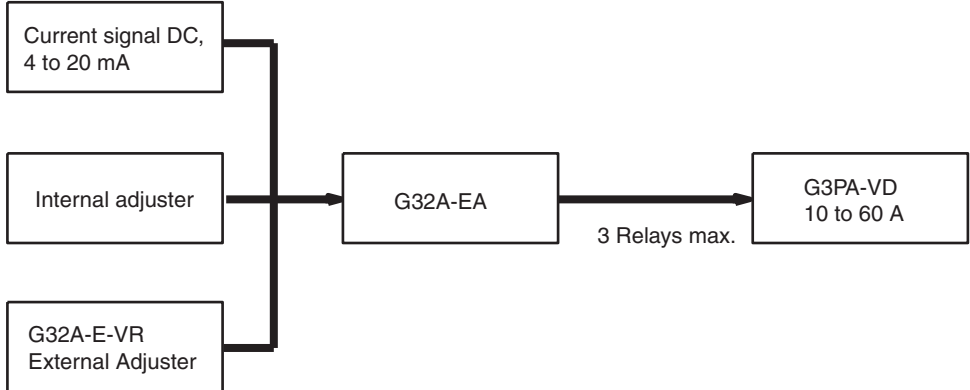 Current signal DC,
4 to 20 mA
Internal adjuster
G32A-E-VR
External Adjuster
G32A-EA
3 Relays max.
G3PA-VD
10 to 60 A